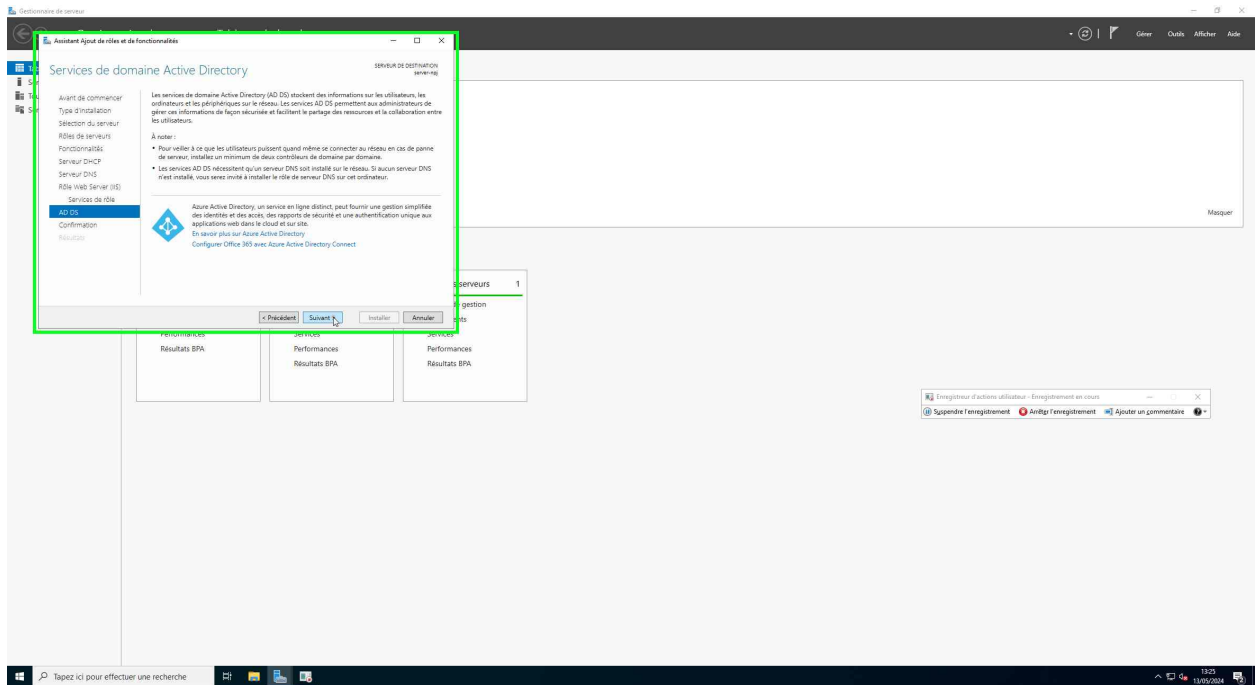 Gestionnaire de serveur
Gérer Outils Afficher Aide
Assistant Ajout de rôles et de fonctionnalités
Services de domaine Active Directory
SERVEUR DE DESTINATION
server-npj
Avant de commencer
Type d'installation
Sélection du serveur
Rôles de serveurs
Fonctionnalités
Serveur DHCP
Serveur DNS
Rôle Web Server (IIS)
Services de rôle
AD DS
Confirmation
Résultats
Les services de domaine Active Directory (AD DS) stockent des informations sur les utilisateurs, les
ordinateurs et les périphériques sur le réseau. Les services AD DS permettent aux administrateurs de
gérer ces informations de façon sécurisée et facilitent le partage des ressources et la collaboration entre
les utilisateurs.
À noter :
• Pour veiller à ce que les utilisateurs puissent quand même se connecter au réseau en cas de panne
de serveur, installez un minimum de deux contrôleurs de domaine par domaine.
• Les services AD DS nécessitent qu'un serveur DNS soit installé sur le réseau. Si aucun serveur DNS
n'est installé, vous serez invité à installer le rôle de serveur DNS sur cet ordinateur.
Azure Active Directory, un service en ligne distinct, peut fournir une gestion simplifiée
des identités et des accès, des rapports de sécurité et une authentification unique aux
applications web dans le cloud et sur site.
En savoir plus sur Azure Active Directory
Configurer Office 365 avec Azure Active Directory Connect
< Précédent Suivant > Installer Annuler
Masquer
serveurs 1
gestion
Performances Services Services
Résultats BPA Performances Performances
Résultats BPA Résultats BPA
Enregistreur d'actions utilisateur - Enregistrement en cours
Suspendre l'enregistrement Arrêter l'enregistrement Ajouter un commentaire
Tapez ici pour effectuer une recherche
13:25
13/05/2024